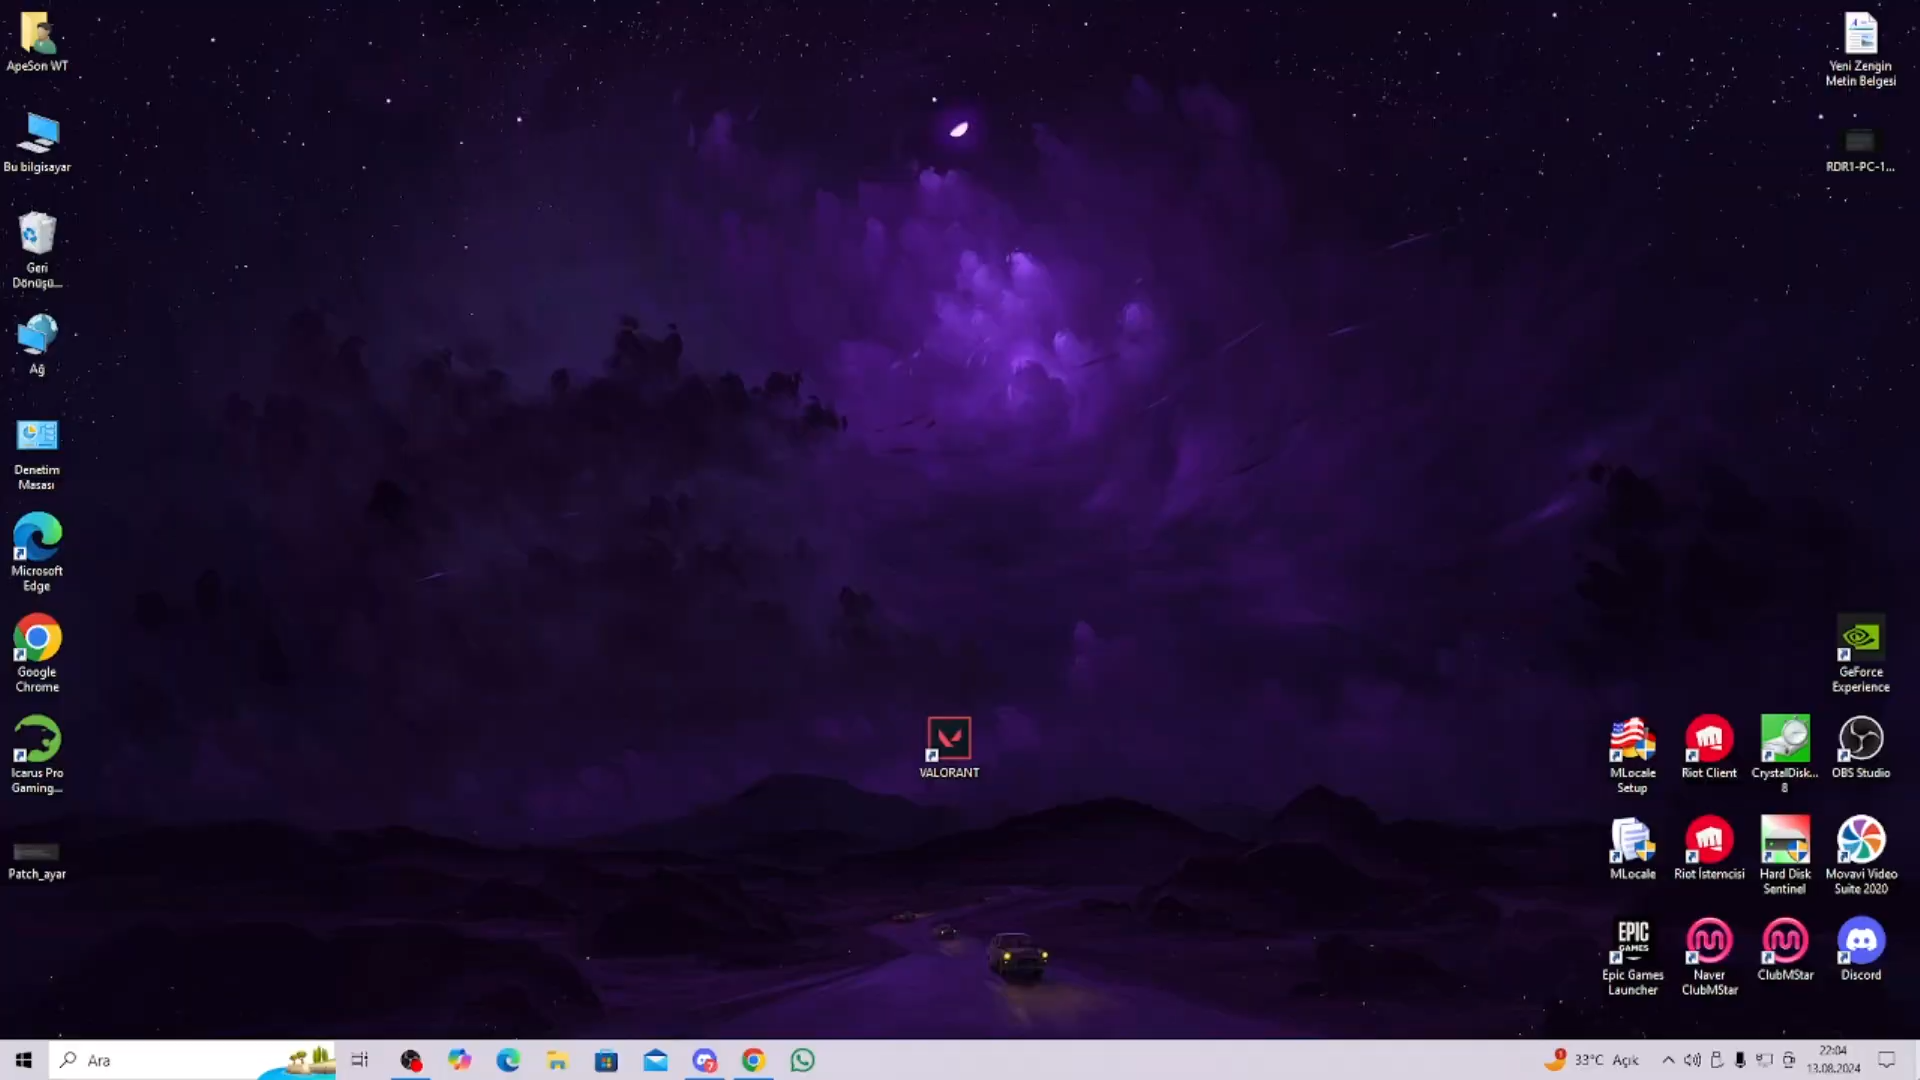 ApeSon WT
Bu bilgisayar
Geri
Dönüşü...
Ağ
Denetim
Masası
Microsoft
Edge
Google
Chrome
Icarus Pro
Gaming...
Patch_ayar
VALORANT
Yeni Zengin
Metin Belgesi
RDR1-PC-1...
GeForce
Experience
MLocale
Setup
Riot Client
CrystalDisk...
8
OBS Studio
MLocale
Riot İstemcisi
Hard Disk
Sentinel
Movavi Video
Suite 2020
EPIC
GAMES
Epic Games
Launcher
Naver
ClubMStar
ClubMStar
Discord
Ara
7
1
33°C Açık
22:04
13.08.2024